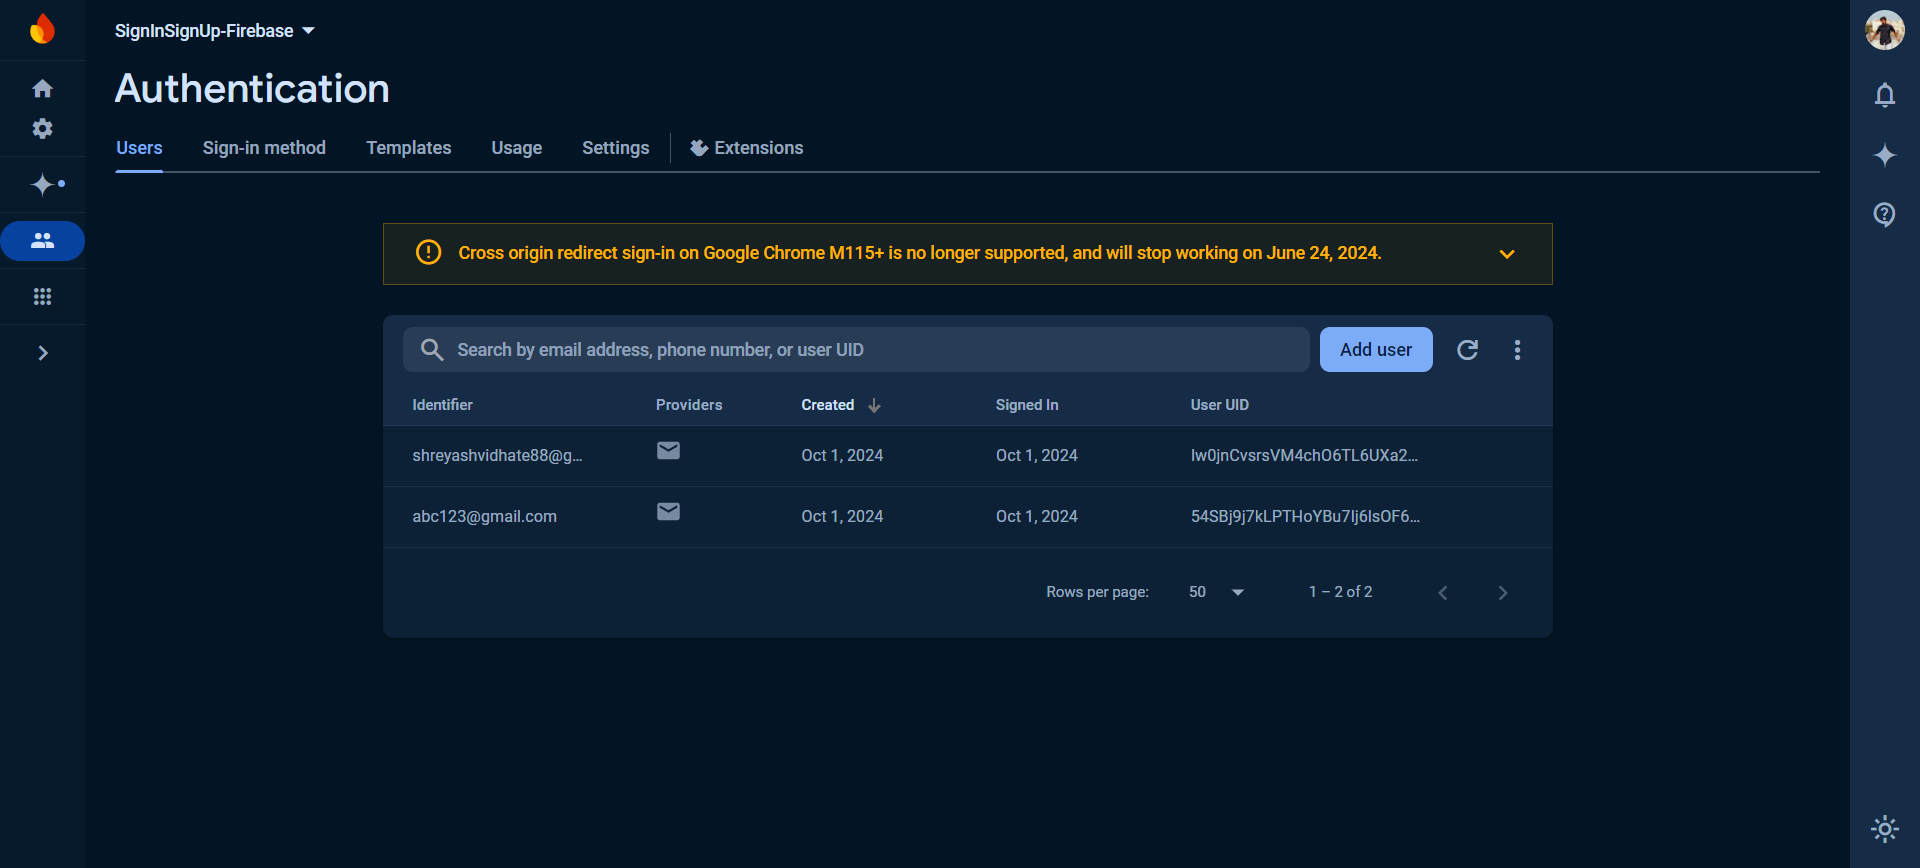 SignInSignUp-Firebase
Authentication
Users Sign-in method Templates Usage Settings Extensions
Cross origin redirect sign-in on Google Chrome M115+ is no longer supported, and will stop working on June 24, 2024.
Search by email address, phone number, or user UID Add user
Identifier Providers Created Signed In User UID
shreyashvidhate88@g... Oct 1, 2024 Oct 1, 2024 Iw0jnCvsrsVM4chO6TL6UXa2...
abc123@gmail.com Oct 1, 2024 Oct 1, 2024 54SBj9j7kLPTHoYBu7lj6lsOF6...
Rows per page: 50 1 – 2 of 2